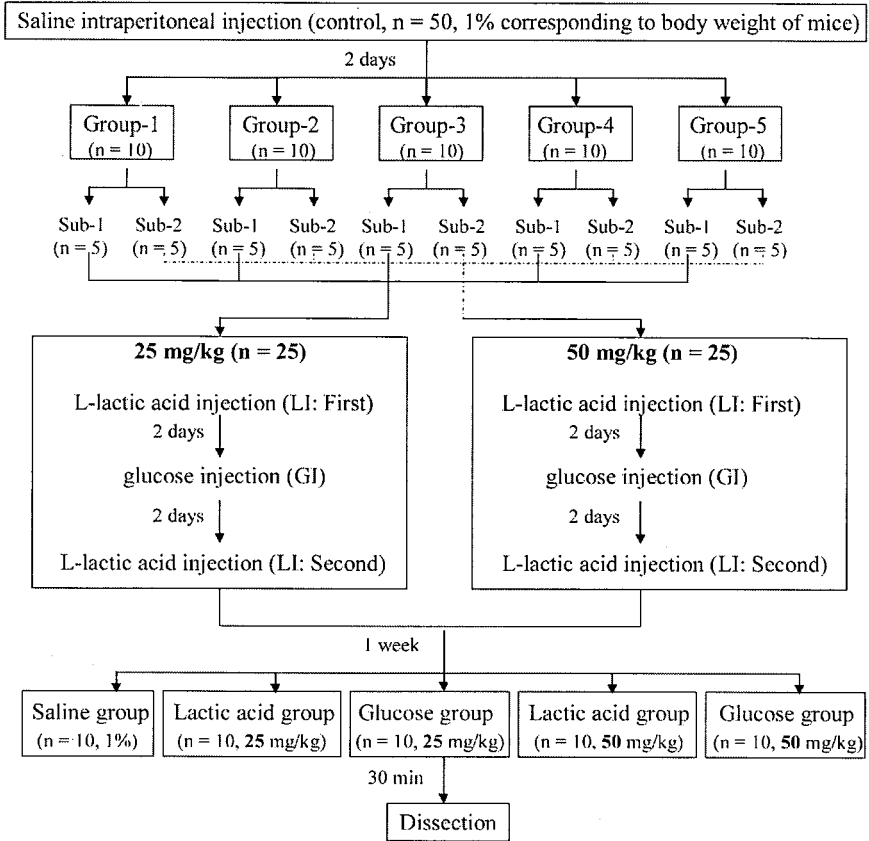 Saline intraperitoneal injection (control, n = 50, 1% corresponding to body weight of mice)
2 days
Group-1 Group-2 Group-3 Group-4 Group-5
(n = 10) (n = 10) (n = 10) (n = 10) (n = 10)
Sub-1 Sub-2 Sub-1 Sub-2 Sub-1 Sub-2 Sub-1 Sub-2 Sub-1 Sub-2
(n = 5) (n = 5) (n = 5) (n = 5) (n = 5) (n = 5) (n = 5) (n = 5) (n = 5) (n = 5)
25 mg/kg (n = 25)
L-lactic acid injection (LI: First)
2 days
glucose injection (GI)
2 days
L-lactic acid injection (LI: Second)
50 mg/kg (n = 25)
L-lactic acid injection (LI: First)
2 days
glucose injection (GI)
2 days
L-lactic acid injection (LI: Second)
1 week
Saline group
(n = 10, 1%)
Lactic acid group
(n = 10, 25 mg/kg)
Glucose group
(n = 10, 25 mg/kg)
Lactic acid group
(n = 10, 50 mg/kg)
Glucose group
(n = 10, 50 mg/kg)
30 min
Dissection